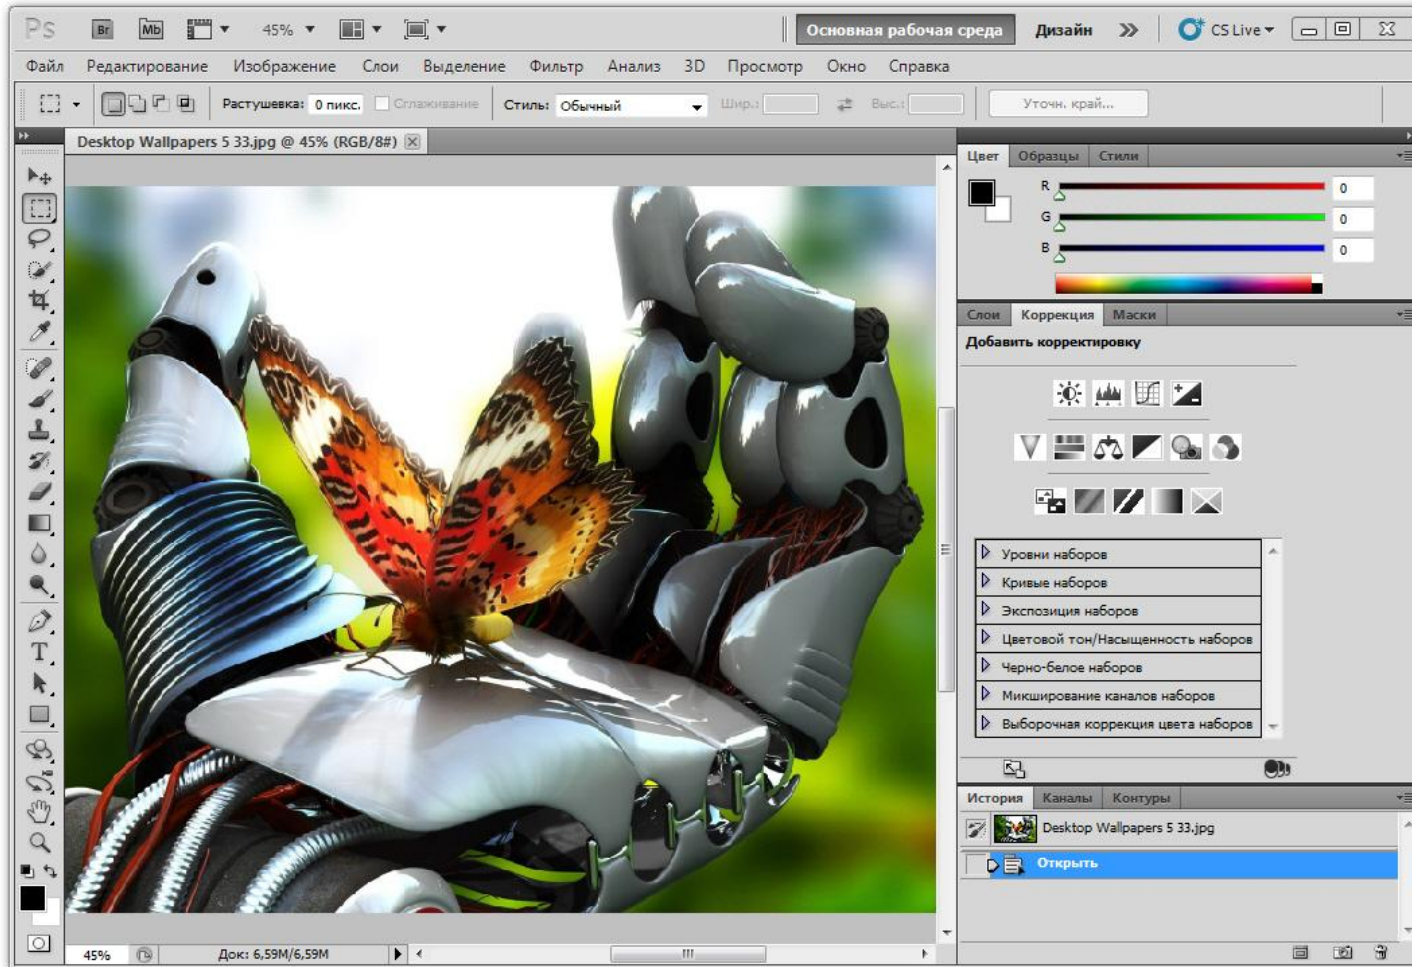 Ps Br Mb 45% Основная рабочая среда Дизайн CS Live
Файл Редактирование Изображение Слои Выделение Фильтр Анализ 3D Просмотр Окно Справка
Растушевка: 0 пикс. Сглаживание Стиль: Обычный Шир.: Выс.: Уточн. край...
Desktop Wallpapers 5 33.jpg @ 45% (RGB/8#)
Цвет Образцы Стили
R 0
G 0
B 0
Слои Коррекция Маски
Добавить корректировку
Уровни наборов
Кривые наборов
Экспозиция наборов
Цветовой тон/Насыщенность наборов
Черно-белое наборов
Микширование каналов наборов
Выборочная коррекция цвета наборов
История Каналы Контуры
Desktop Wallpapers 5 33.jpg
Открыть
45% Док: 6,59M/6,59M